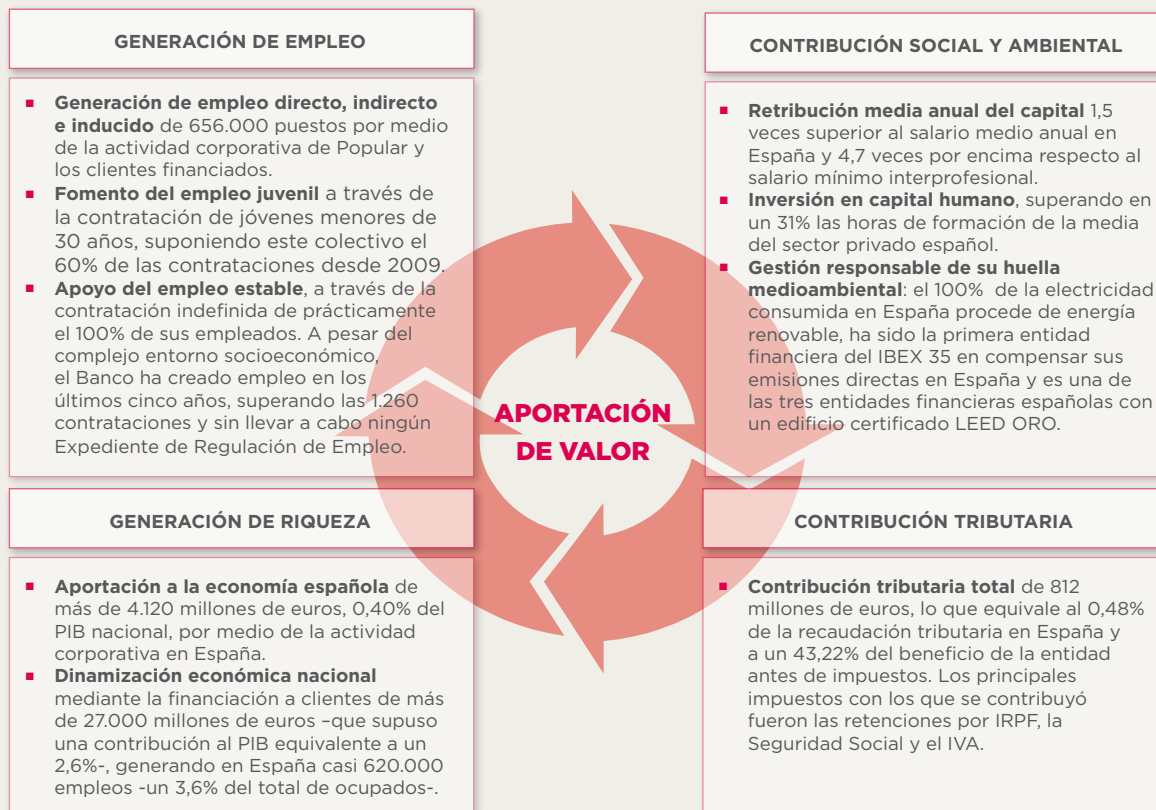 GENERACIÓN DE EMPLEO
▪ Generación de empleo directo, indirecto
e inducido de 656.000 puestos por medio
de la actividad corporativa de Popular y
los clientes financiados.
▪ Fomento del empleo juvenil a través de
la contratación de jóvenes menores de
30 años, suponiendo este colectivo el
60% de las contrataciones desde 2009.
▪ Apoyo del empleo estable, a través de la
contratación indefinida de prácticamente
el 100% de sus empleados. A pesar del
complejo entorno socioeconómico,
el Banco ha creado empleo en los
últimos cinco años, superando las 1.260
contrataciones y sin llevar a cabo ningún
Expediente de Regulación de Empleo.
CONTRIBUCIÓN SOCIAL Y AMBIENTAL
▪ Retribución media anual del capital 1,5
veces superior al salario medio anual en
España y 4,7 veces por encima respecto al
salario mínimo interprofesional.
▪ Inversión en capital humano, superando en
un 31% las horas de formación de la media
del sector privado español.
▪ Gestión responsable de su huella
medioambiental: el 100% de la electricidad
consumida en España procede de energía
renovable, ha sido la primera entidad
financiera del IBEX 35 en compensar sus
emisiones directas en España y es una de
las tres entidades financieras españolas con
un edificio certificado LEED ORO.
APORTACIÓN
DE VALOR
GENERACIÓN DE RIQUEZA
▪ Aportación a la economía española de
más de 4.120 millones de euros, 0,40% del
PIB nacional, por medio de la actividad
corporativa en España.
▪ Dinamización económica nacional
mediante la financiación a clientes de más
de 27.000 millones de euros –que supuso
una contribución al PIB equivalente a un
2,6%-, generando en España casi 620.000
empleos -un 3,6% del total de ocupados-.
CONTRIBUCIÓN TRIBUTARIA
▪ Contribución tributaria total de 812
millones de euros, lo que equivale al 0,48%
de la recaudación tributaria en España y
a un 43,22% del beneficio de la entidad
antes de impuestos. Los principales
impuestos con los que se contribuyó
fueron las retenciones por IRPF, la
Seguridad Social y el IVA.